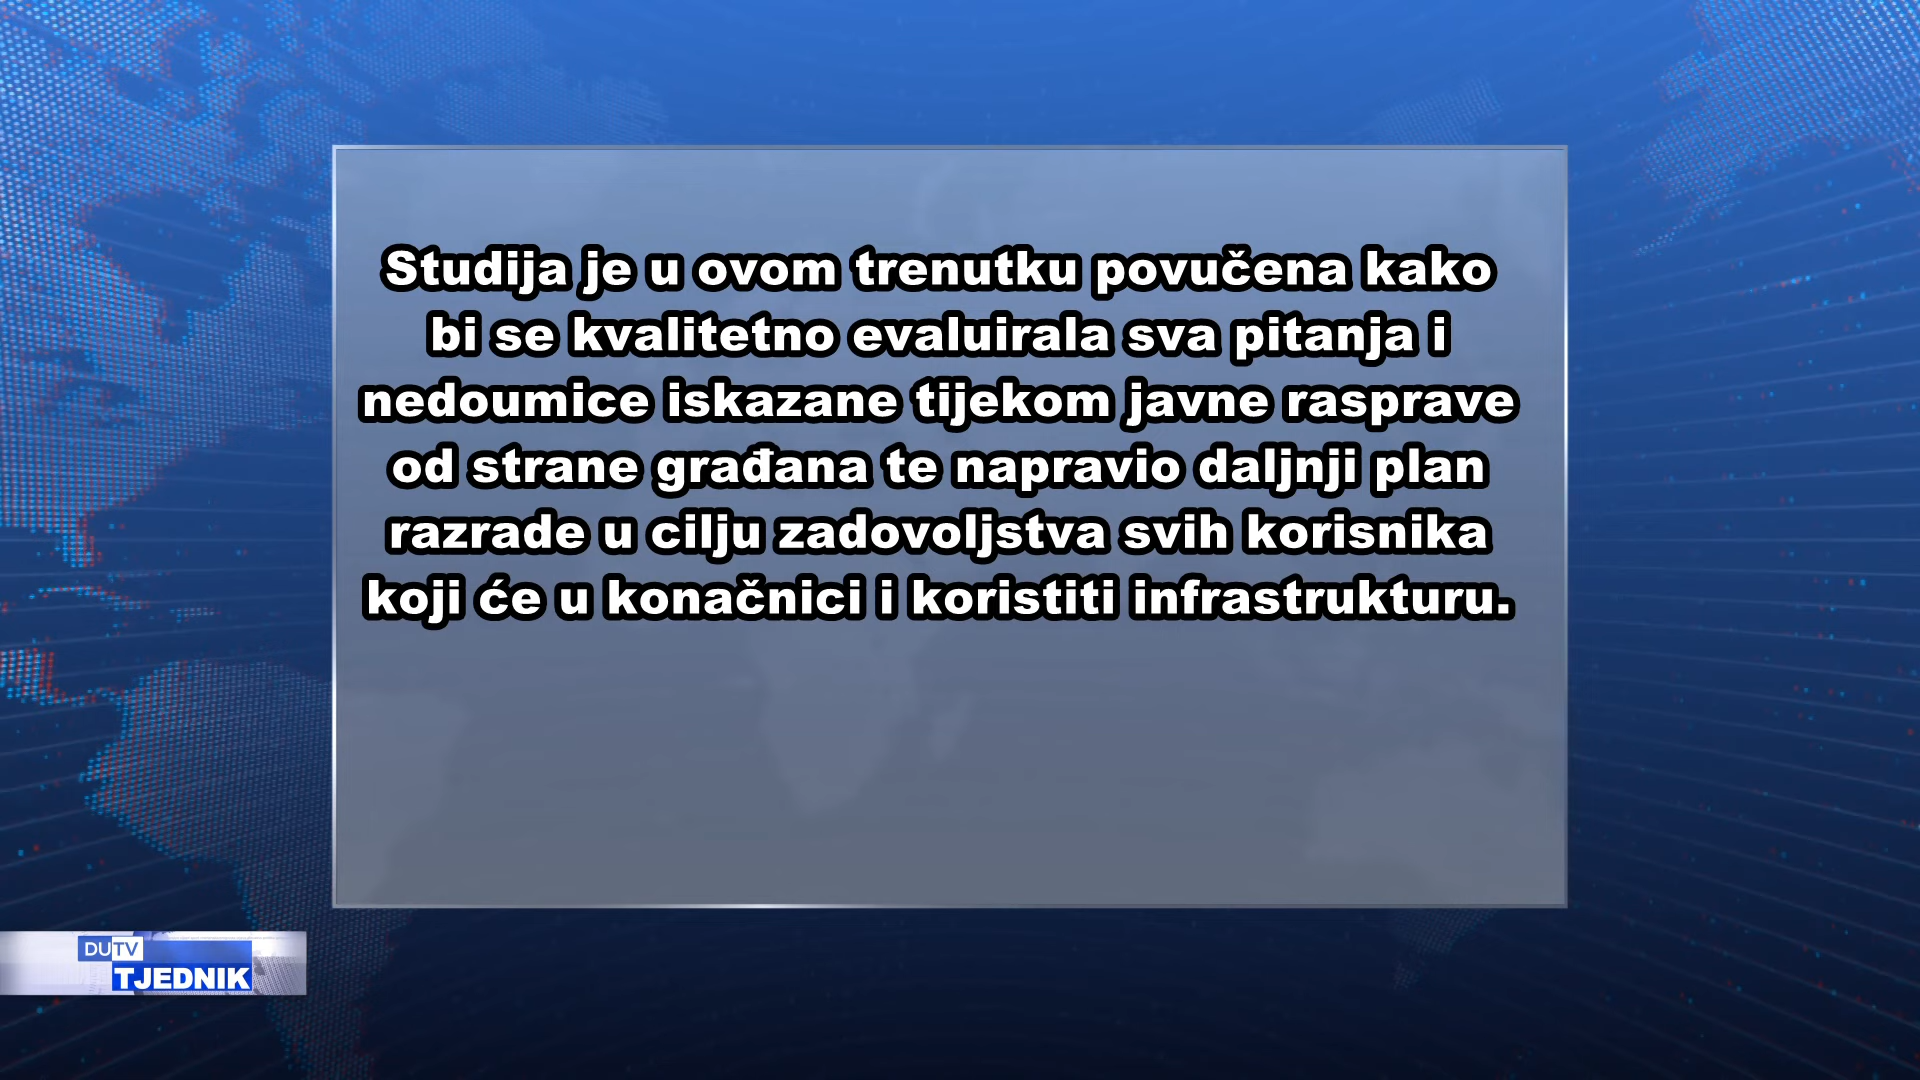 Studija je u ovom trenutku povučena kako
bi se kvalitetno evaluirala sva pitanja i
nedoumice iskazane tijekom javne rasprave
od strane građana te napravio daljnji plan
razrade u cilju zadovoljstva svih korisnika
koji će u konačnici i koristiti infrastrukturu.
DUTV
TJEDNIK